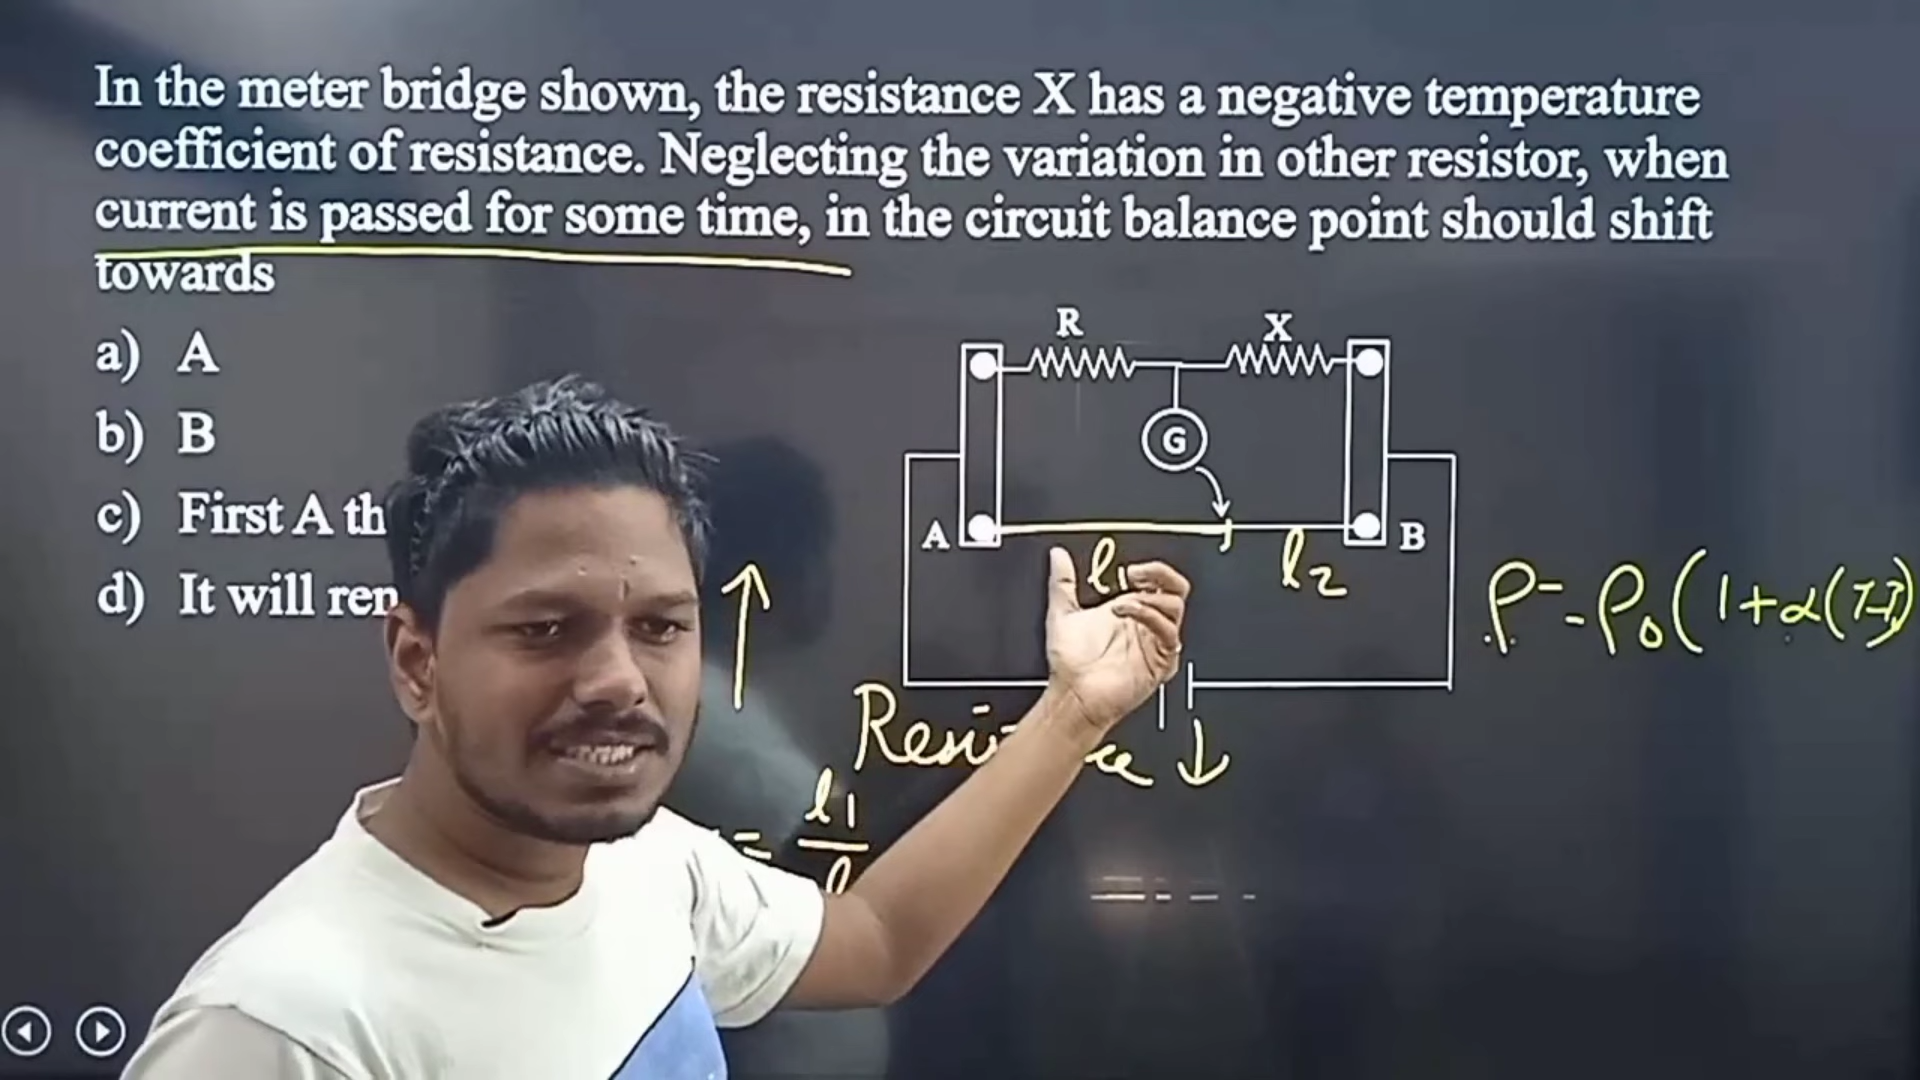 In the meter bridge shown, the resistance X has a negative temperature
coefficient of resistance. Neglecting the variation in other resistor, when
current is passed for some time, in the circuit balance point should shift
towards
a) A
b) B
c) First A th
d) It will ren
R
X
G
A
B
l1
l2
ρ = ρ0(1+α(T-
↑
↓
= l1